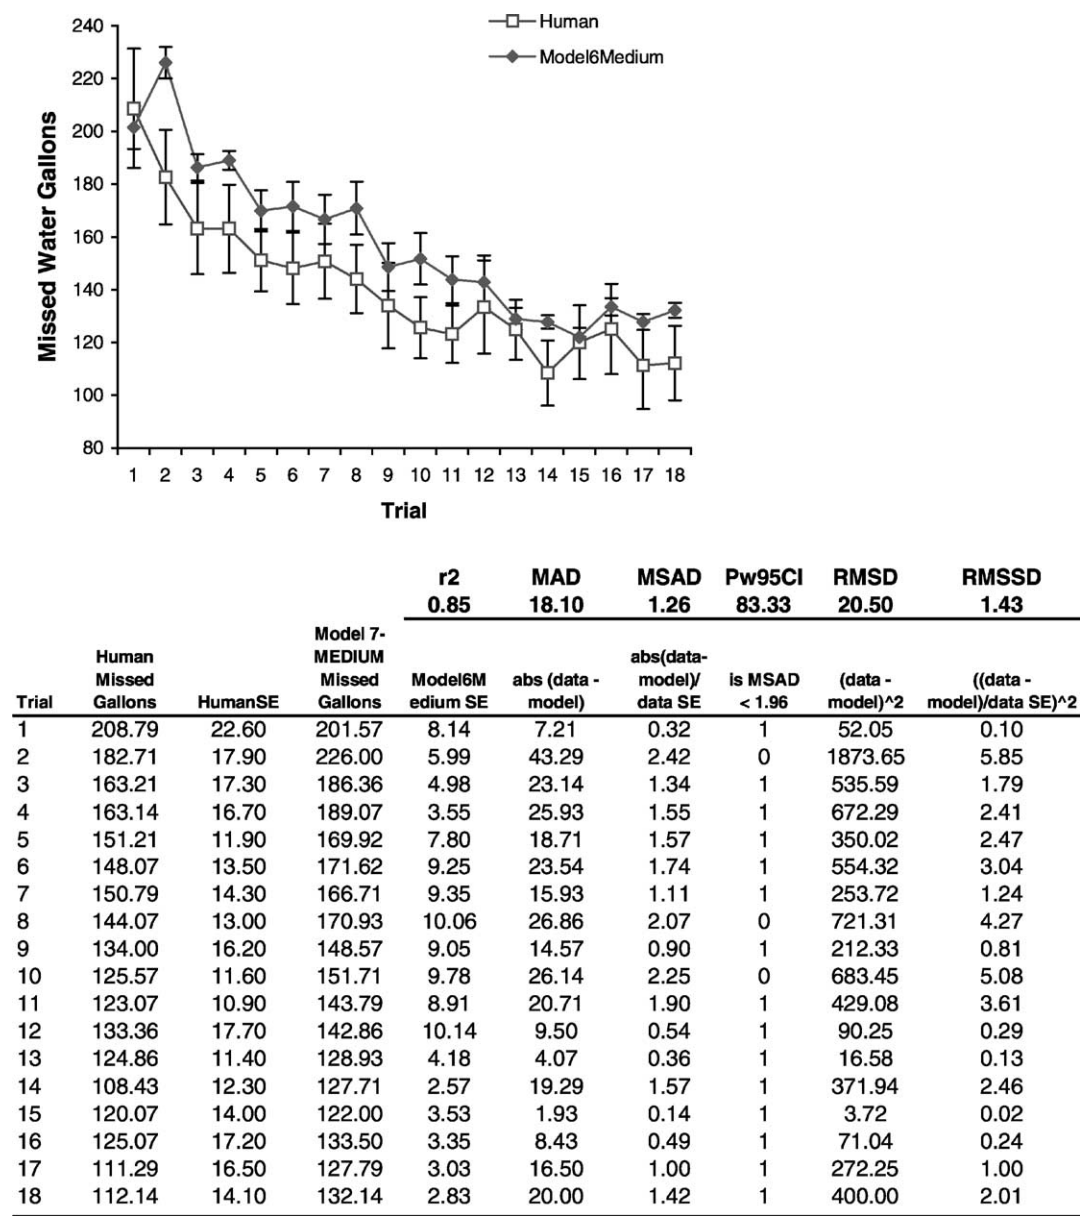 Human
Model6Medium
240
220
200
180
160
140
120
100
80
Missed Water Gallons
1 2 3 4 5 6 7 8 9 10 11 12 13 14 15 16 17 18
Trial
r2 MAD MSAD Pw95CI RMSD RMSSD
0.85 18.10 1.26 83.33 20.50 1.43
Model 7-
Human MEDIUM abs(data-
Missed Missed Model6M abs (data - model)/ is MSAD (data - ((data -
Trial Gallons HumanSE Gallons edium SE model) data SE < 1.96 model)^2 model)/data SE)^2
1 208.79 22.60 201.57 8.14 7.21 0.32 1 52.05 0.10
2 182.71 17.90 226.00 5.99 43.29 2.42 0 1873.65 5.85
3 163.21 17.30 186.36 4.98 23.14 1.34 1 535.59 1.79
4 163.14 16.70 189.07 3.55 25.93 1.55 1 672.29 2.41
5 151.21 11.90 169.92 7.80 18.71 1.57 1 350.02 2.47
6 148.07 13.50 171.62 9.25 23.54 1.74 1 554.32 3.04
7 150.79 14.30 166.71 9.35 15.93 1.11 1 253.72 1.24
8 144.07 13.00 170.93 10.06 26.86 2.07 0 721.31 4.27
9 134.00 16.20 148.57 9.05 14.57 0.90 1 212.33 0.81
10 125.57 11.60 151.71 9.78 26.14 2.25 0 683.45 5.08
11 123.07 10.90 143.79 8.91 20.71 1.90 1 429.08 3.61
12 133.36 17.70 142.86 10.14 9.50 0.54 1 90.25 0.29
13 124.86 11.40 128.93 4.18 4.07 0.36 1 16.58 0.13
14 108.43 12.30 127.71 2.57 19.29 1.57 1 371.94 2.46
15 120.07 14.00 122.00 3.53 1.93 0.14 1 3.72 0.02
16 125.07 17.20 133.50 3.35 8.43 0.49 1 71.04 0.24
17 111.29 16.50 127.79 3.03 16.50 1.00 1 272.25 1.00
18 112.14 14.10 132.14 2.83 20.00 1.42 1 400.00 2.01